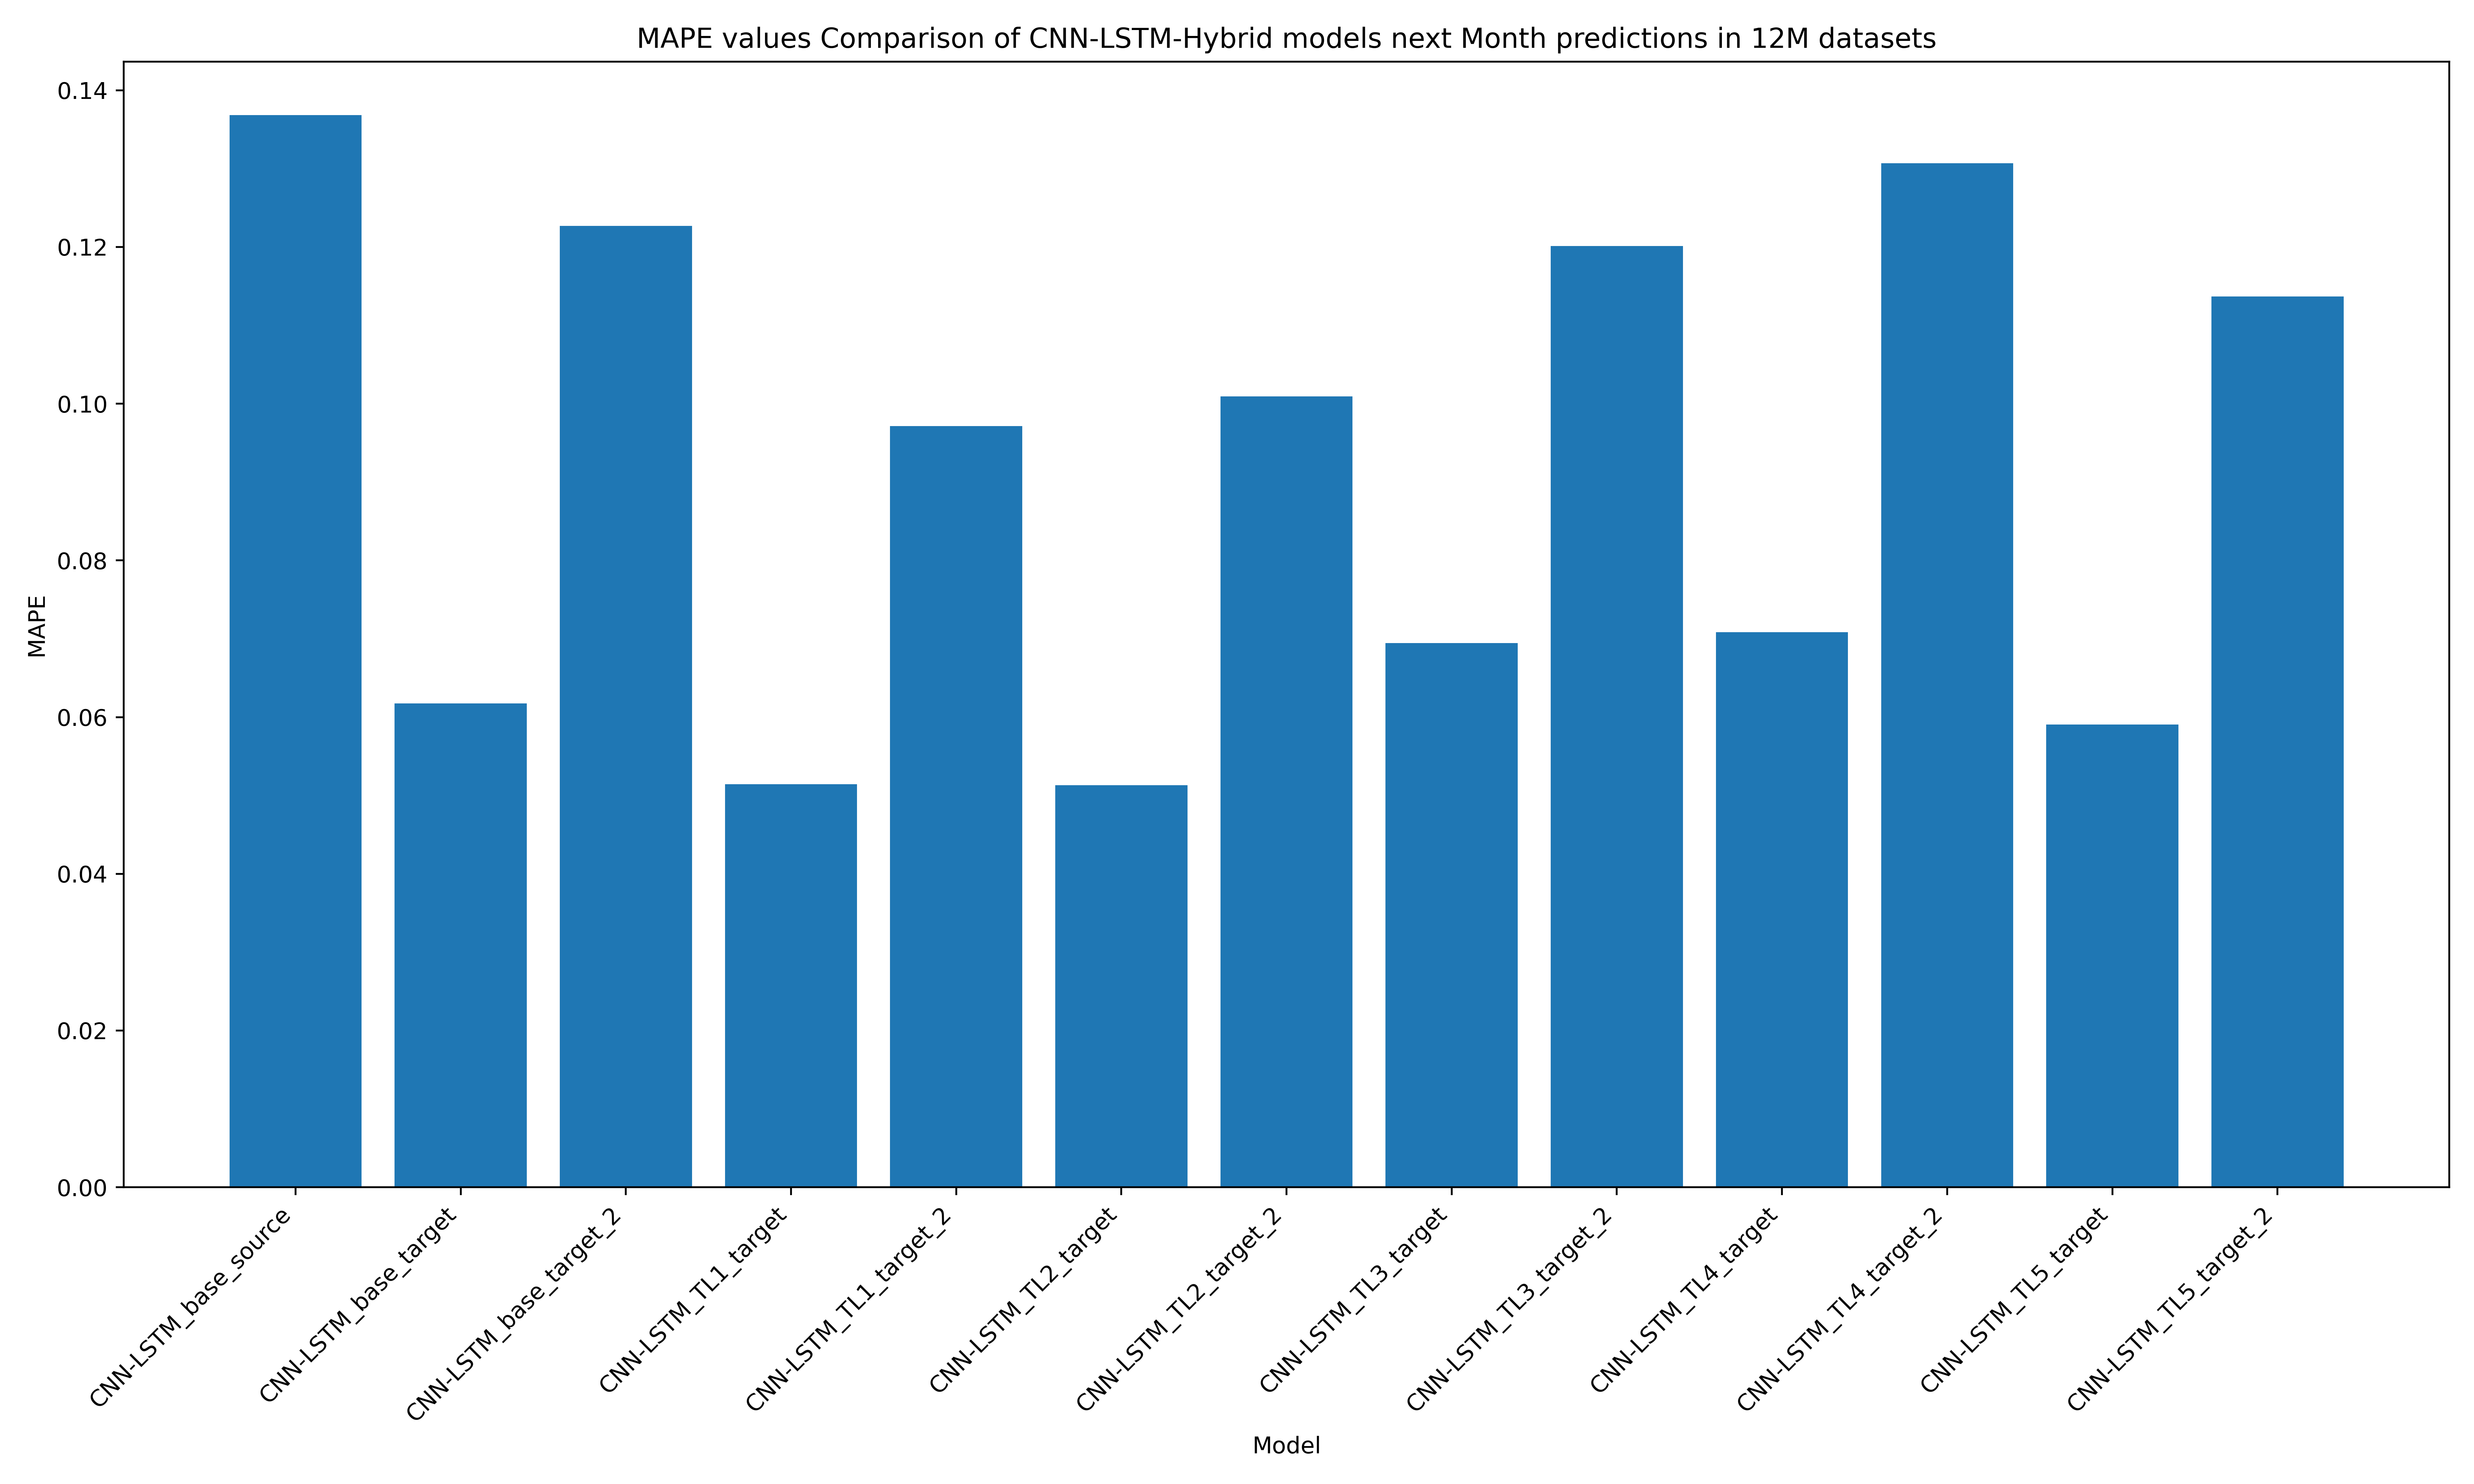 MAPE values Comparison of CNN-LSTM-Hybrid models next Month predictions in 12M datasets
0.14
0.12
0.10
0.08
0.06
0.04
0.02
0.00
MAPE
CNN-LSTM_base_source
CNN-LSTM_base_target
CNN-LSTM_base_target_2
CNN-LSTM_TL1_target
CNN-LSTM_TL1_target_2
CNN-LSTM_TL2_target
CNN-LSTM_TL2_target_2
CNN-LSTM_TL3_target
CNN-LSTM_TL3_target_2
CNN-LSTM_TL4_target
CNN-LSTM_TL4_target_2
CNN-LSTM_TL5_target
CNN-LSTM_TL5_target_2
Model